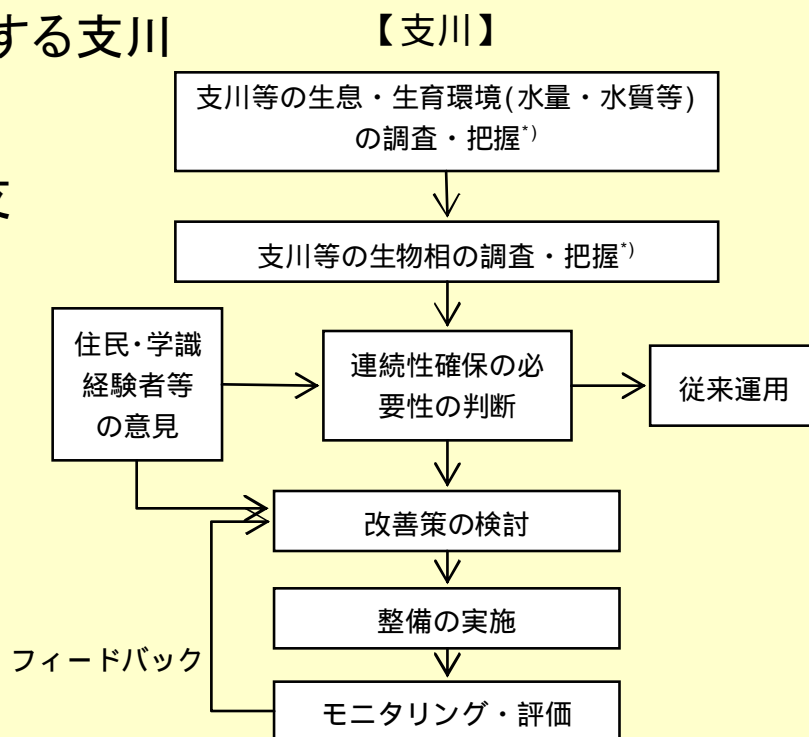 する支川
【支川】
支川等の生息・生育環境(水量・水質等)
の調査・把握*)
支
支川等の生物相の調査・把握*)
住民・学識
経験者等
の意見
連続性確保の必
要性の判断
従来運用
改善策の検討
整備の実施
フィードバック
モニタリング・評価